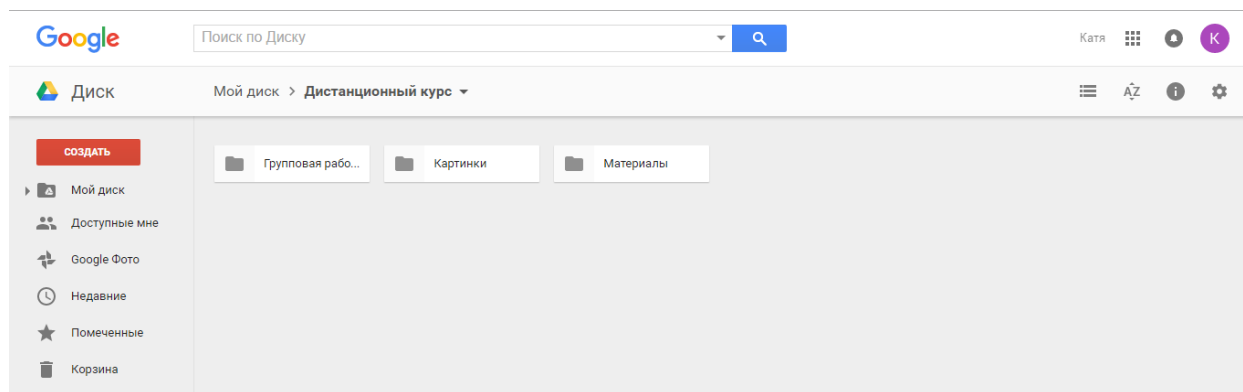 Google Поиск по Диску Катя K
Диск Мой диск > Дистанционный курс AZ
СОЗДАТЬ
Групповая рабо... Картинки Материалы
Мой диск
Доступные мне
Google Фото
Недавние
Помеченные
Корзина